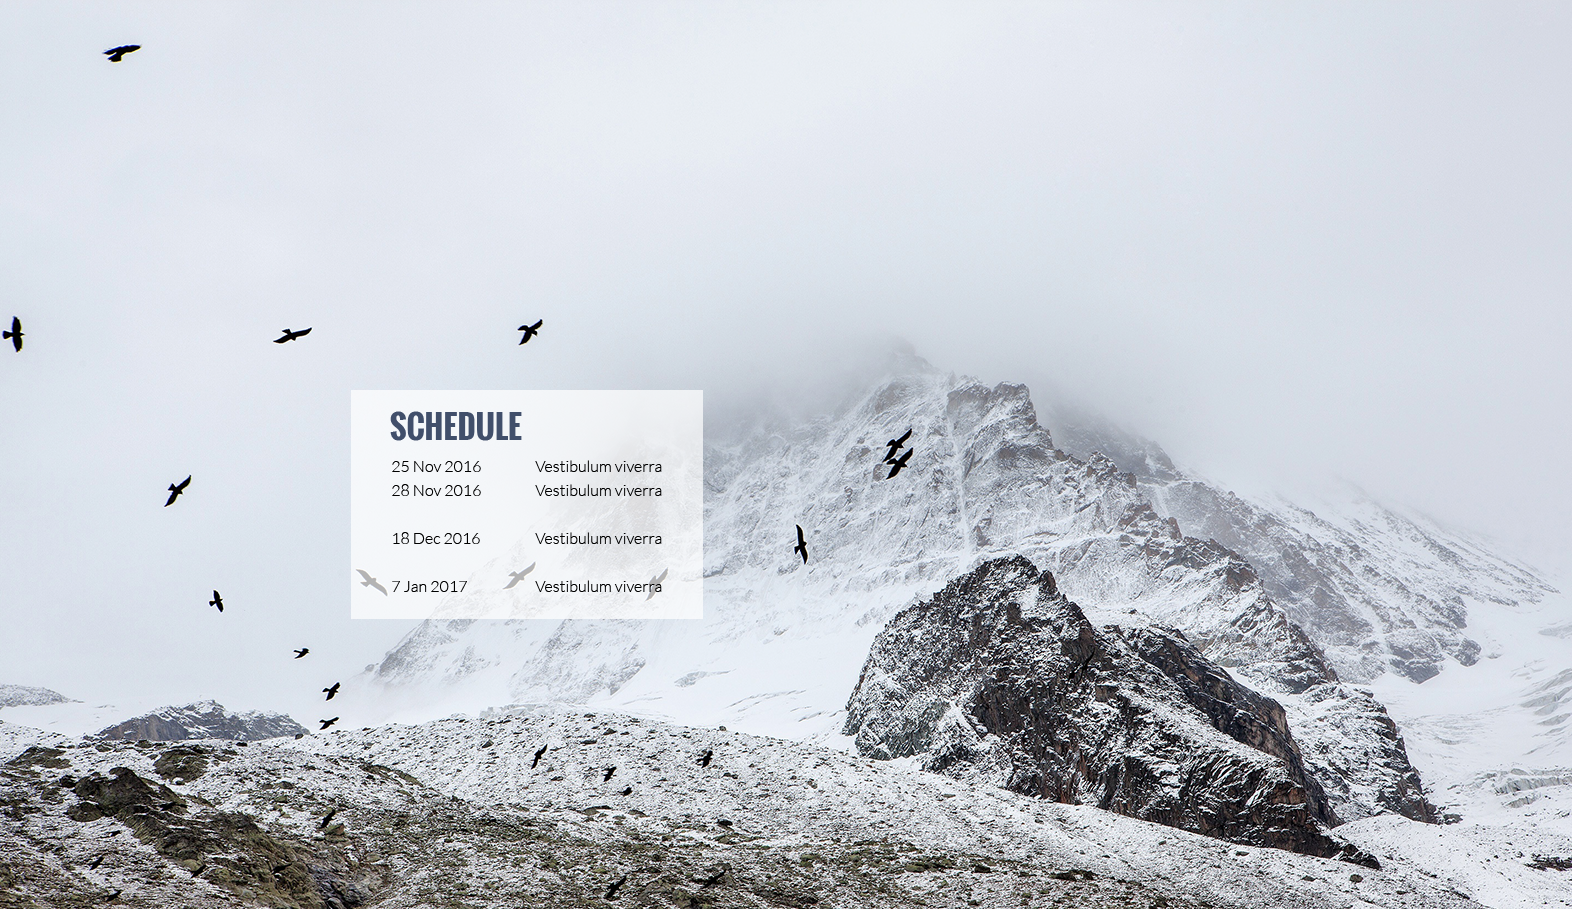 SCHEDULE
25 Nov 2016 Vestibulum viverra
28 Nov 2016 Vestibulum viverra
18 Dec 2016 Vestibulum viverra
7 Jan 2017 Vestibulum viverra